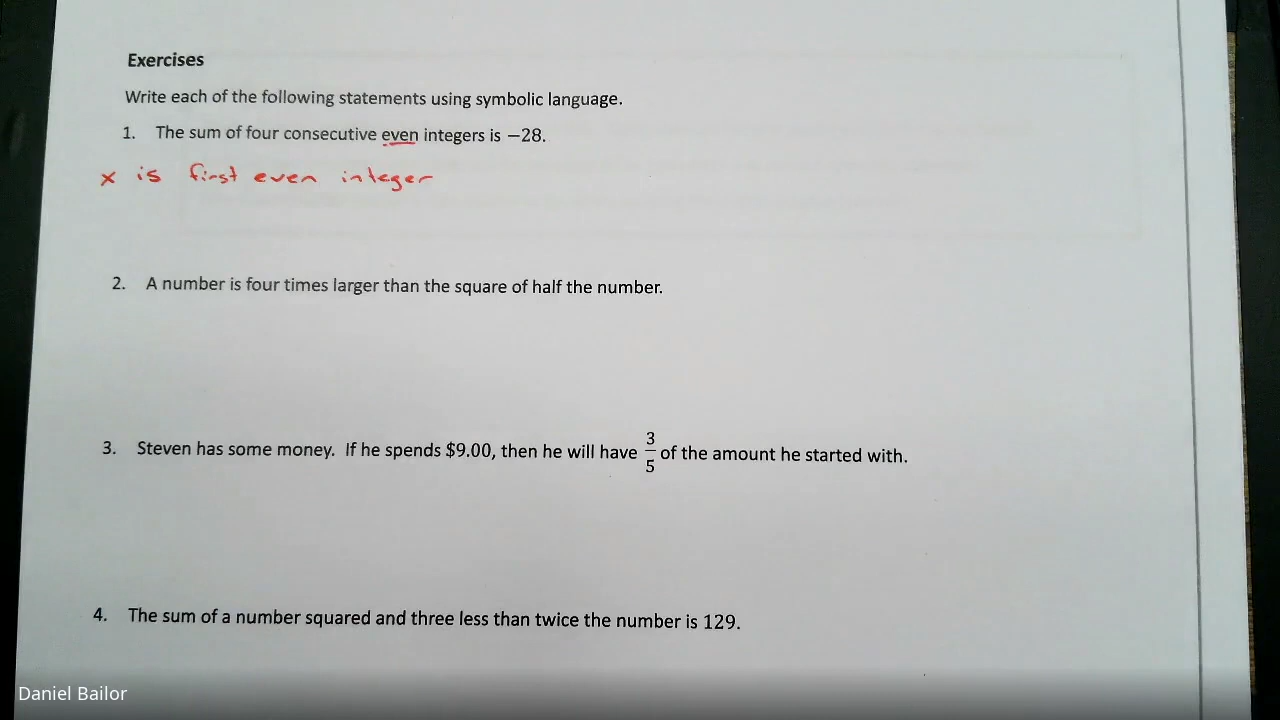 Exercises
Write each of the following statements using symbolic language.
1. The sum of four consecutive even integers is −28.
x is first even integer
2. A number is four times larger than the square of half the number.
3. Steven has some money. If he spends $9.00, then he will have 3/5 of the amount he started with.
4. The sum of a number squared and three less than twice the number is 129.
Daniel Bailor